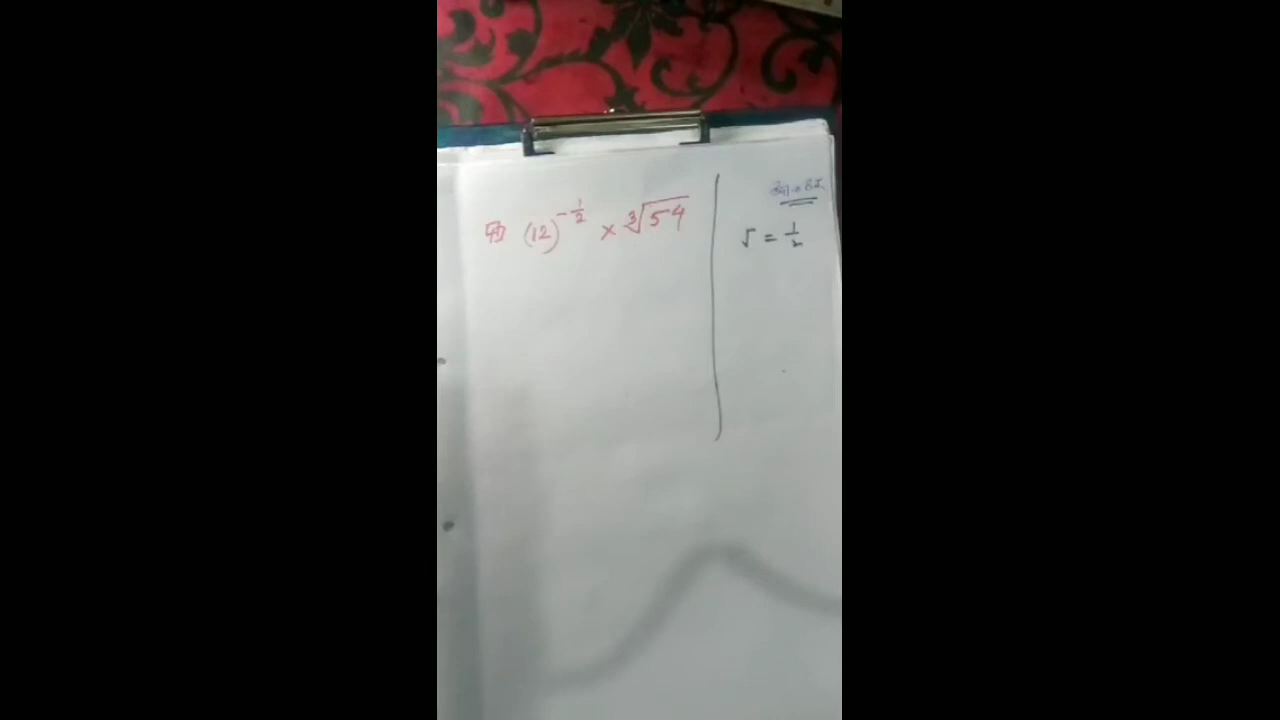 (12)^-1/2 × ∛54
√ = 1/2